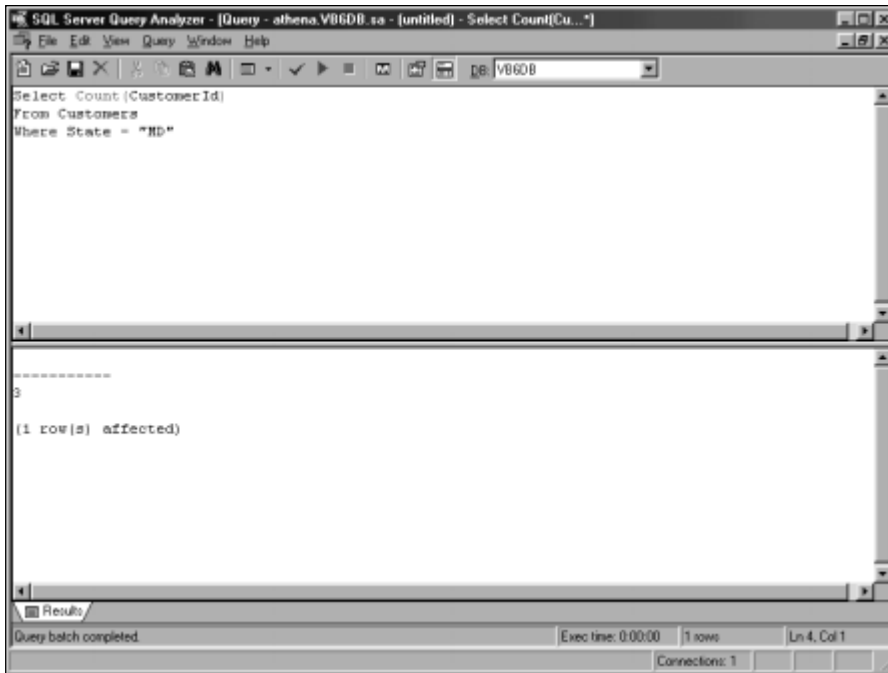 SQL Server Query Analyzer - [Query - athena.VB6DB.sa - (untitled) - Select Count(Cu...*]
File Edit View Query Window Help
DB: VB6DB
Select Count(CustomerId)
From Customers
Where State = "MD"
-----------
3
(1 row(s) affected)
Results
Query batch completed.
Exec time: 0:00:00
1 rows
Ln 4, Col 1
Connections: 1